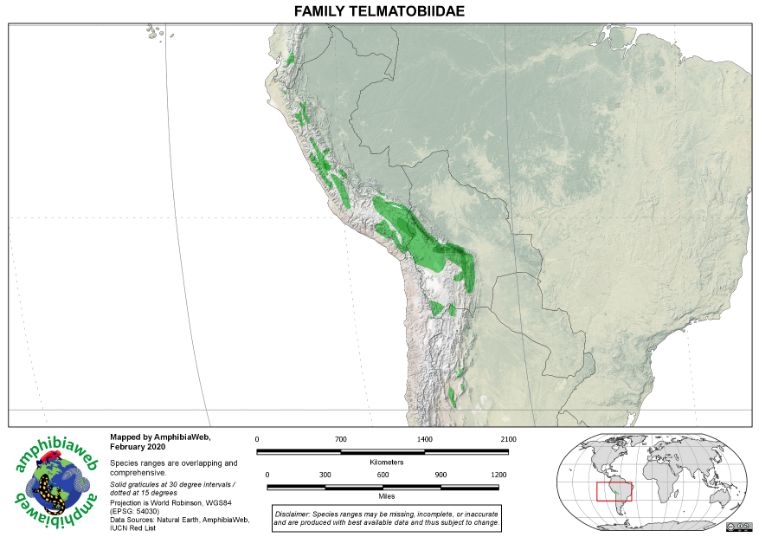 FAMILY TELMATOBIIDAE
amphibiaweb
amphibiaweb
Mapped by AmphibiaWeb,
February 2020
Species ranges are overlapping and
comprehensive.
Solid graticules at 30 degree intervals /
dotted at 15 degrees
Projection is World Robinson, WGS84
(EPSG: 54030)
Data Sources: Natural Earth, AmphibiaWeb,
IUCN Red List
0 700 1400 2100
Kilometers
0 300 600 900 1200
Miles
Disclaimer: Species ranges may be missing, incomplete, or inaccurate
and are produced with best available data and thus subject to change.